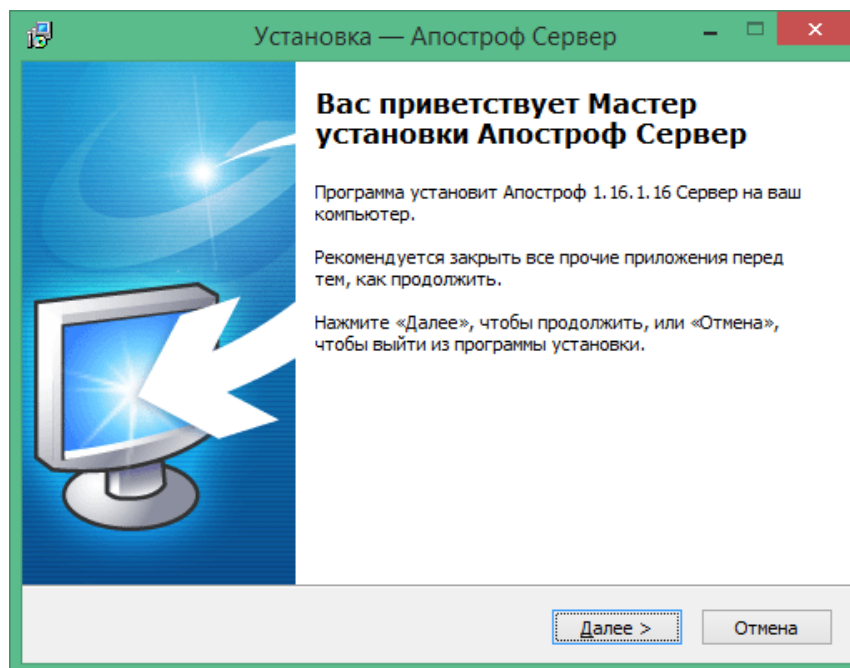 Установка — Апостроф Сервер
Вас приветствует Мастер
установки Апостроф Сервер
Программа установит Апостроф 1.16.1.16 Сервер на ваш
компьютер.
Рекомендуется закрыть все прочие приложения перед
тем, как продолжить.
Нажмите «Далее», чтобы продолжить, или «Отмена»,
чтобы выйти из программы установки.
Далее >
Отмена